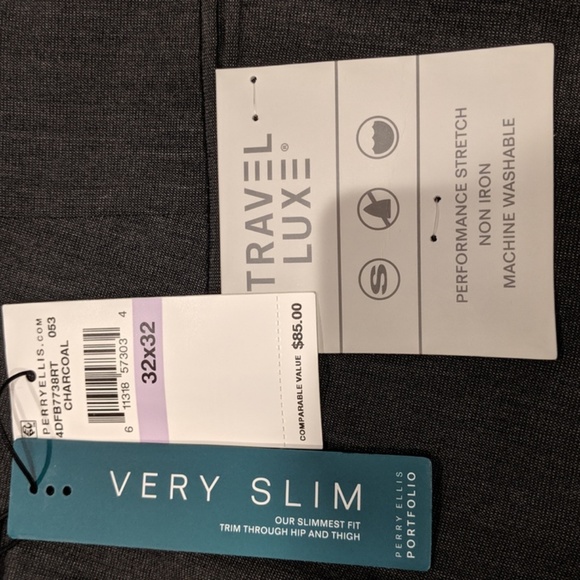 TRAVEL
LUXE®
S
PERFORMANCE STRETCH
NON IRON
MACHINE WASHABLE
PERRYELLIS.COM
4DFB7738RT 053
CHARCOAL
6 11318 57303 4
32x32
COMPARABLE VALUE $85.00
VERY SLIM
OUR SLIMMEST FIT
TRIM THROUGH HIP AND THIGH
PERRY ELLIS
PORTFOLIO